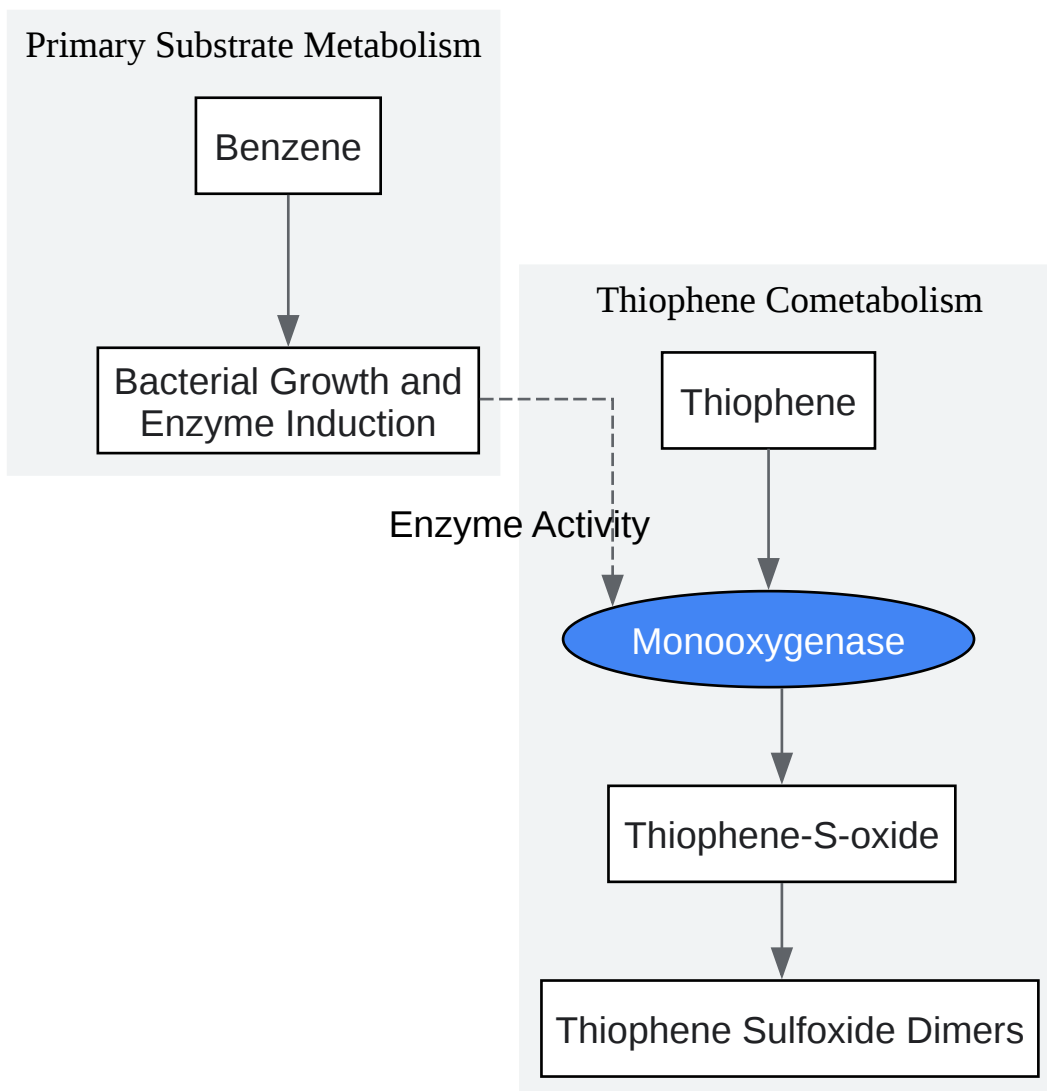 Primary Substrate Metabolism
Benzene
Bacterial Growth and
Enzyme Induction
Enzyme Activity
Thiophene Cometabolism
Thiophene
Monooxygenase
Thiophene-S-oxide
Thiophene Sulfoxide Dimers